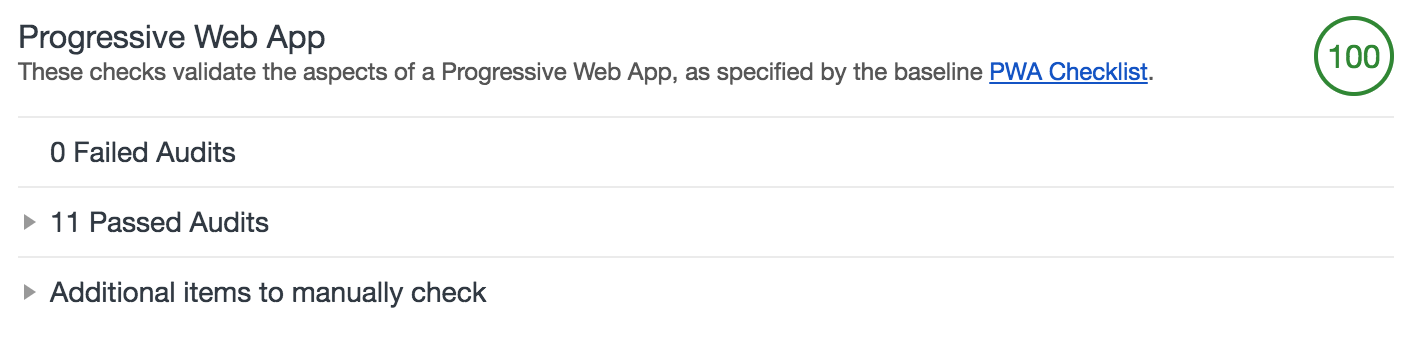 Progressive Web App
These checks validate the aspects of a Progressive Web App, as specified by the baseline PWA Checklist.
100
0 Failed Audits
11 Passed Audits
Additional items to manually check